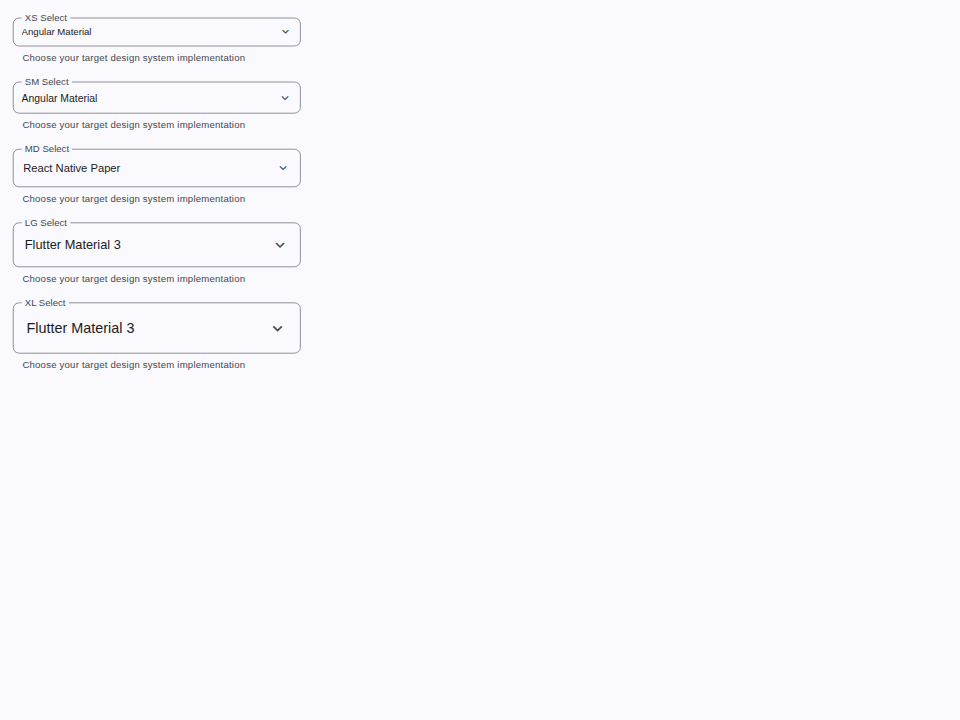 XS Select
Angular Material
Choose your target design system implementation
SM Select
Angular Material
Choose your target design system implementation
MD Select
React Native Paper
Choose your target design system implementation
LG Select
Flutter Material 3
Choose your target design system implementation
XL Select
Flutter Material 3
Choose your target design system implementation